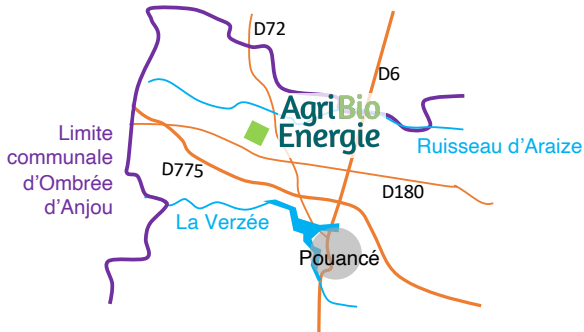 D72
D6
AgriBio
Energie
Limite
communale
d'Ombrée
d'Anjou
Ruisseau d'Araize
D775
D180
La Verzée
Pouancé